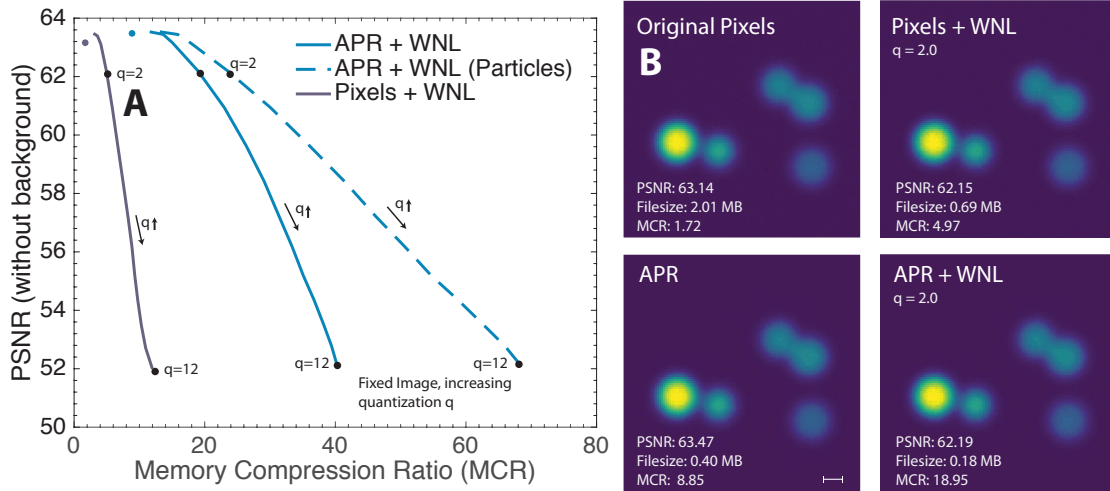 PSNR (without background)
64
62
60
58
56
54
52
50
0
20
40
60
80
Memory Compression Ratio (MCR)
APR + WNL
APR + WNL (Particles)
Pixels + WNL
A
q=2
q=2
q↑
q↑
q↑
q=12
q=12
q=12
Fixed Image, increasing
quantization q
Original Pixels
B
PSNR: 63.14
Filesize: 2.01 MB
MCR: 1.72
Pixels + WNL
q = 2.0
PSNR: 62.15
Filesize: 0.69 MB
MCR: 4.97
APR
PSNR: 63.47
Filesize: 0.40 MB
MCR: 8.85
APR + WNL
q = 2.0
PSNR: 62.19
Filesize: 0.18 MB
MCR: 18.95